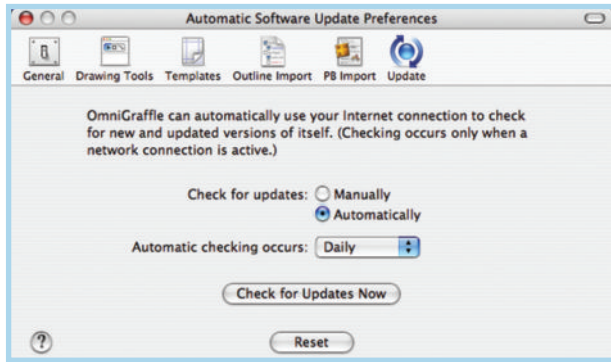 Automatic Software Update Preferences
General Drawing Tools Templates Outline Import PB Import Update
OmniGraffle can automatically use your Internet connection to check
for new and updated versions of itself. (Checking occurs only when a
network connection is active.)
Check for updates: Manually
Automatically
Automatic checking occurs: Daily
Check for Updates Now
? Reset